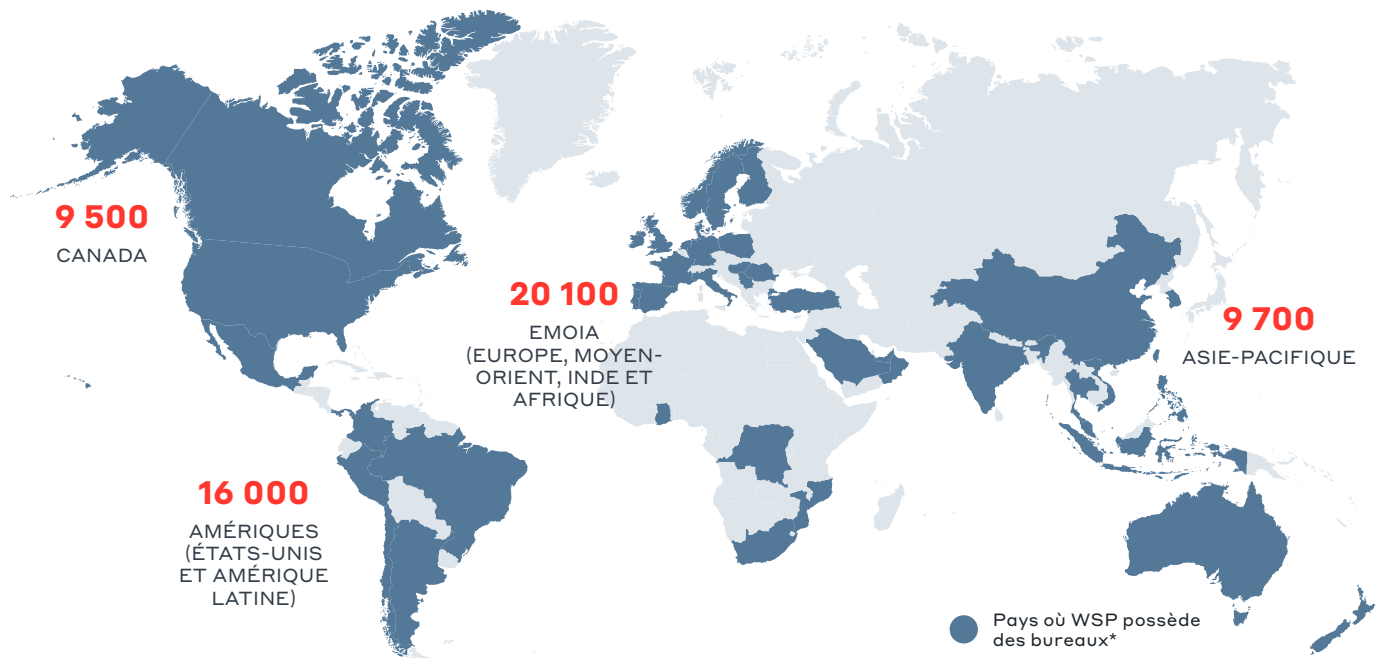 9 500
CANADA
20 100
EMOIA
(EUROPE, MOYEN-
ORIENT, INDE ET
AFRIQUE)
9 700
ASIE-PACIFIQUE
16 000
AMÉRIQUES
(ÉTATS-UNIS
ET AMÉRIQUE
LATINE)
Pays où WSP possède
des bureaux*